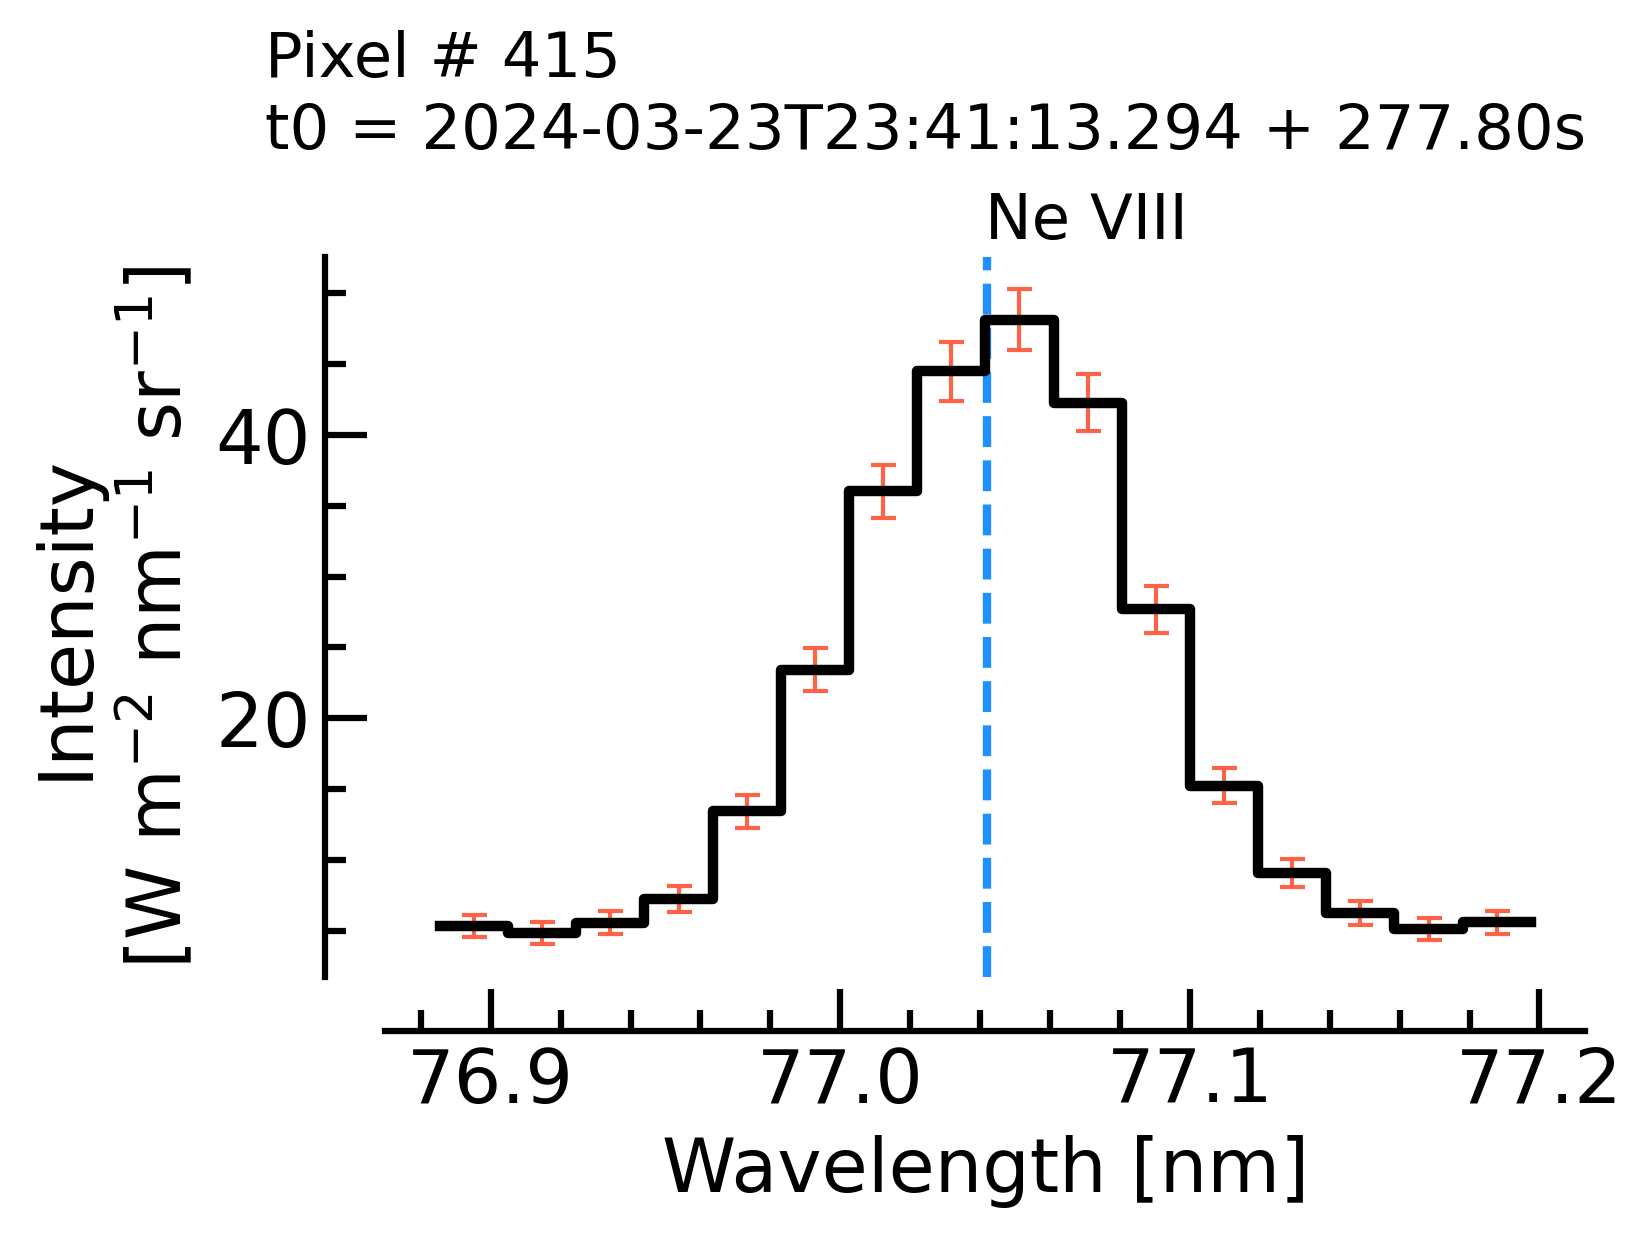 Pixel # 415
t0 = 2024-03-23T23:41:13.294 + 277.80s
Ne VIII
Intensity
[W m⁻² nm⁻¹ sr⁻¹]
40
20
76.9
77.0
77.1
77.2
Wavelength [nm]